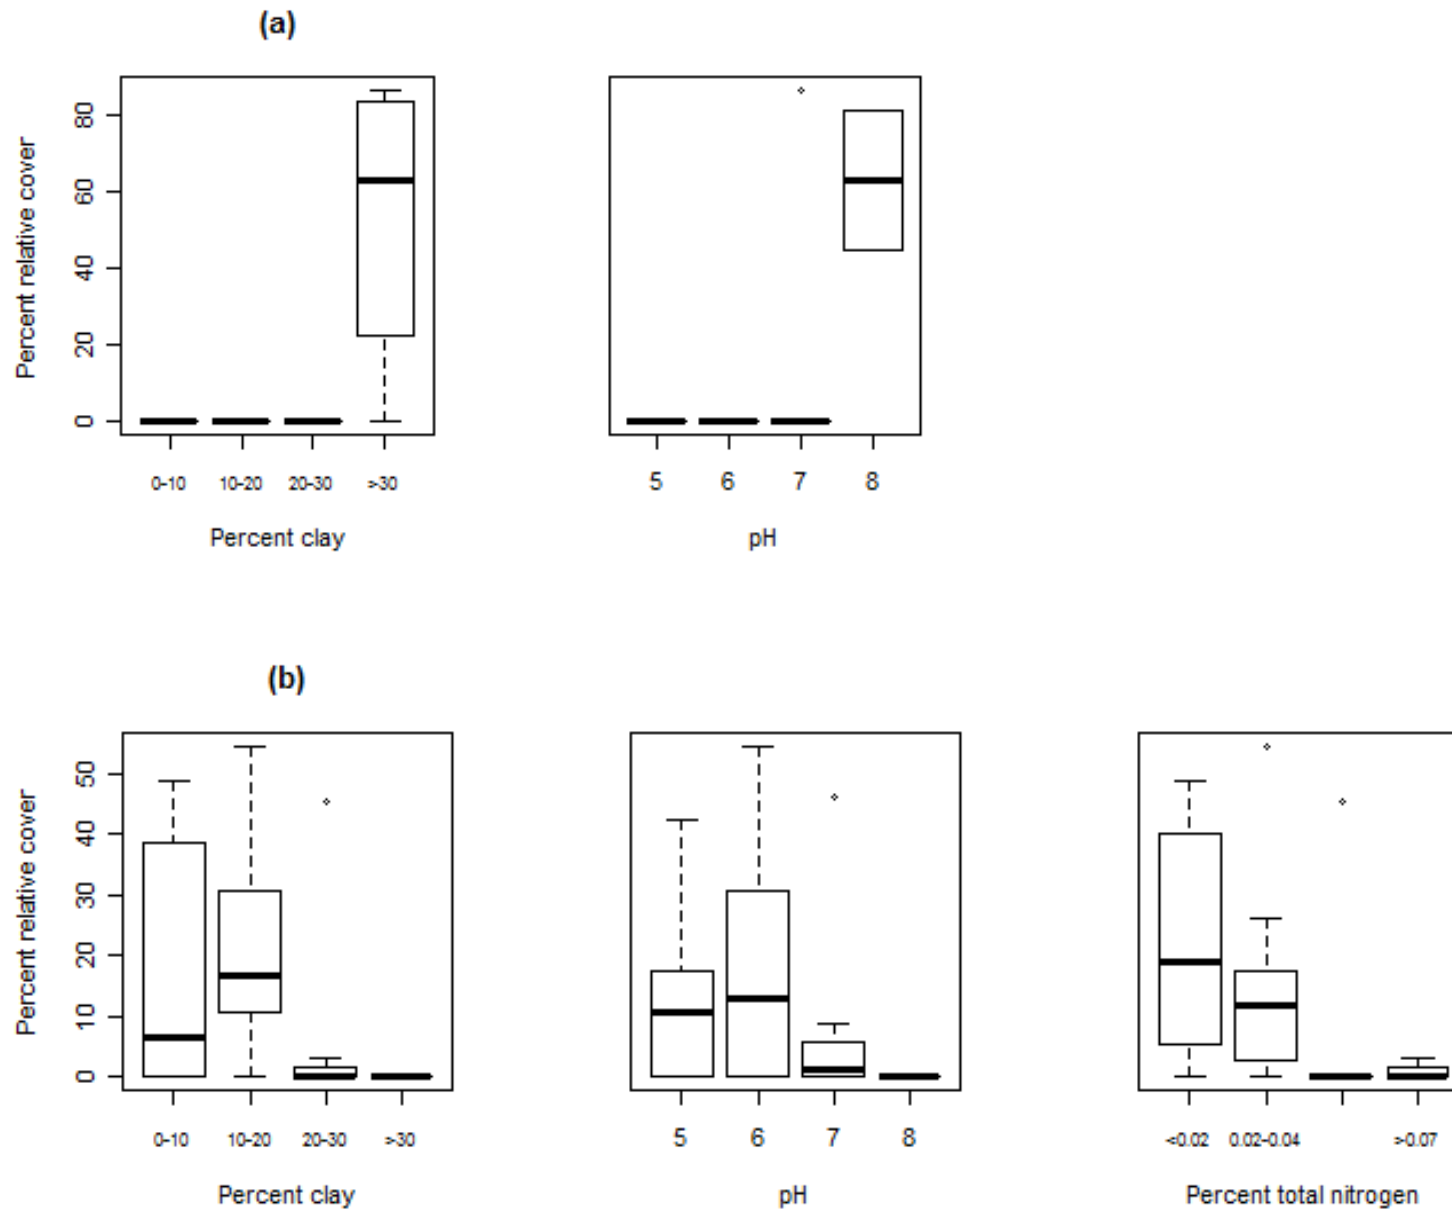 (a)
Percent relative cover
0 20 40 60 80
0-10 10-20 20-30 >30
Percent clay
5 6 7 8
pH
(b)
Percent relative cover
0 10 20 30 40 50
0-10 10-20 20-30 >30
Percent clay
5 6 7 8
pH
<0.02 0.02-0.04 >0.07
Percent total nitrogen